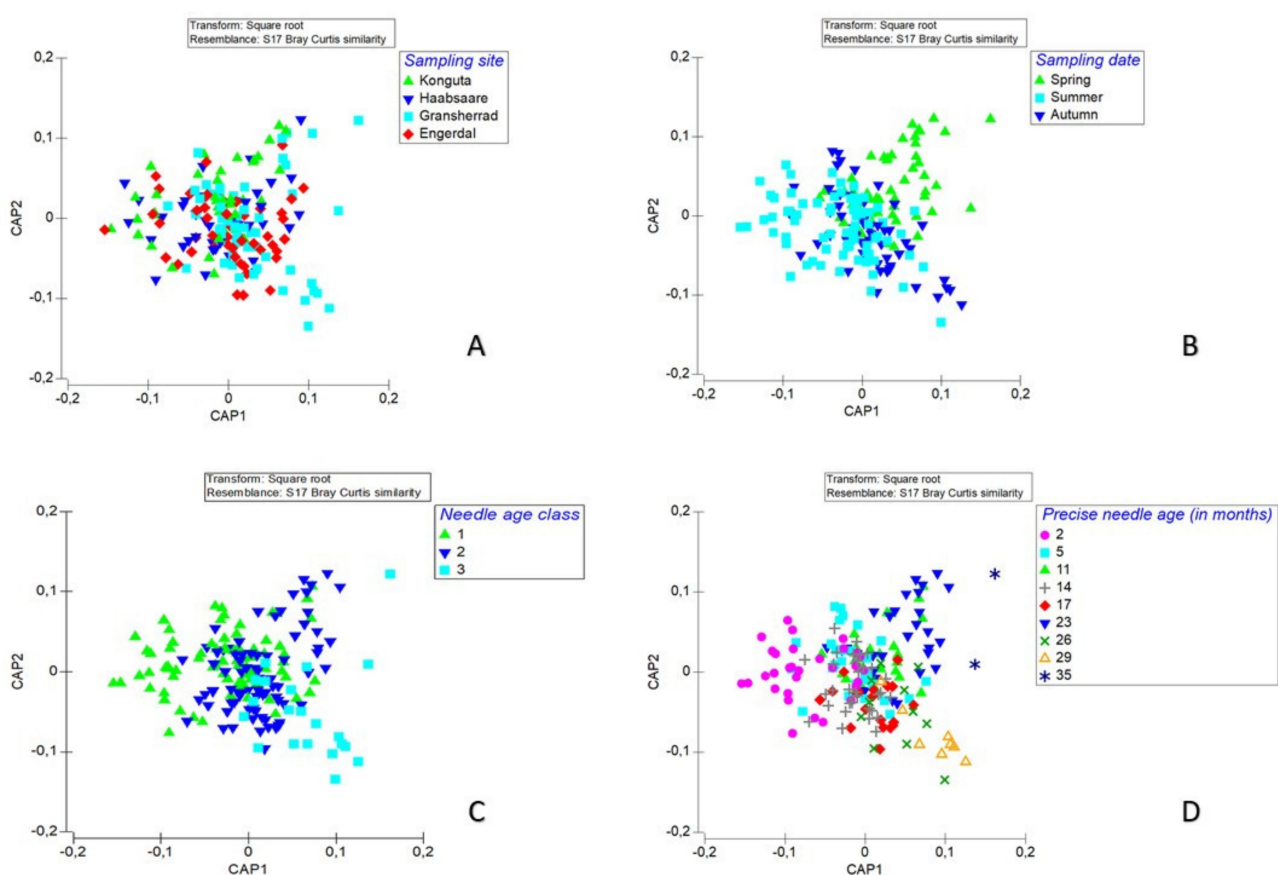 Transform: Square root
Resemblance: S17 Bray Curtis similarity
Sampling site
Konguta
Haabsaare
Gransherrad
Engerdal
0,2
0,1
0
-0,1
-0,2
CAP2
-0,2
-0,1
0
0,1
0,2
CAP1
A
Transform: Square root
Resemblance: S17 Bray Curtis similarity
Sampling date
Spring
Summer
Autumn
0,2
0,1
0
-0,1
-0,2
CAP2
-0,2
-0,1
0
0,1
0,2
CAP1
B
Transform: Square root
Resemblance: S17 Bray Curtis similarity
Needle age class
1
2
3
0,2
0,1
0
-0,1
-0,2
CAP2
-0,2
-0,1
0
0,1
0,2
CAP1
C
Transform: Square root
Resemblance: S17 Bray Curtis similarity
Precise needle age (in months)
2
5
11
14
17
23
26
29
35
0,2
0,1
0
-0,1
-0,2
CAP2
-0,2
-0,1
0
0,1
0,2
CAP1
D